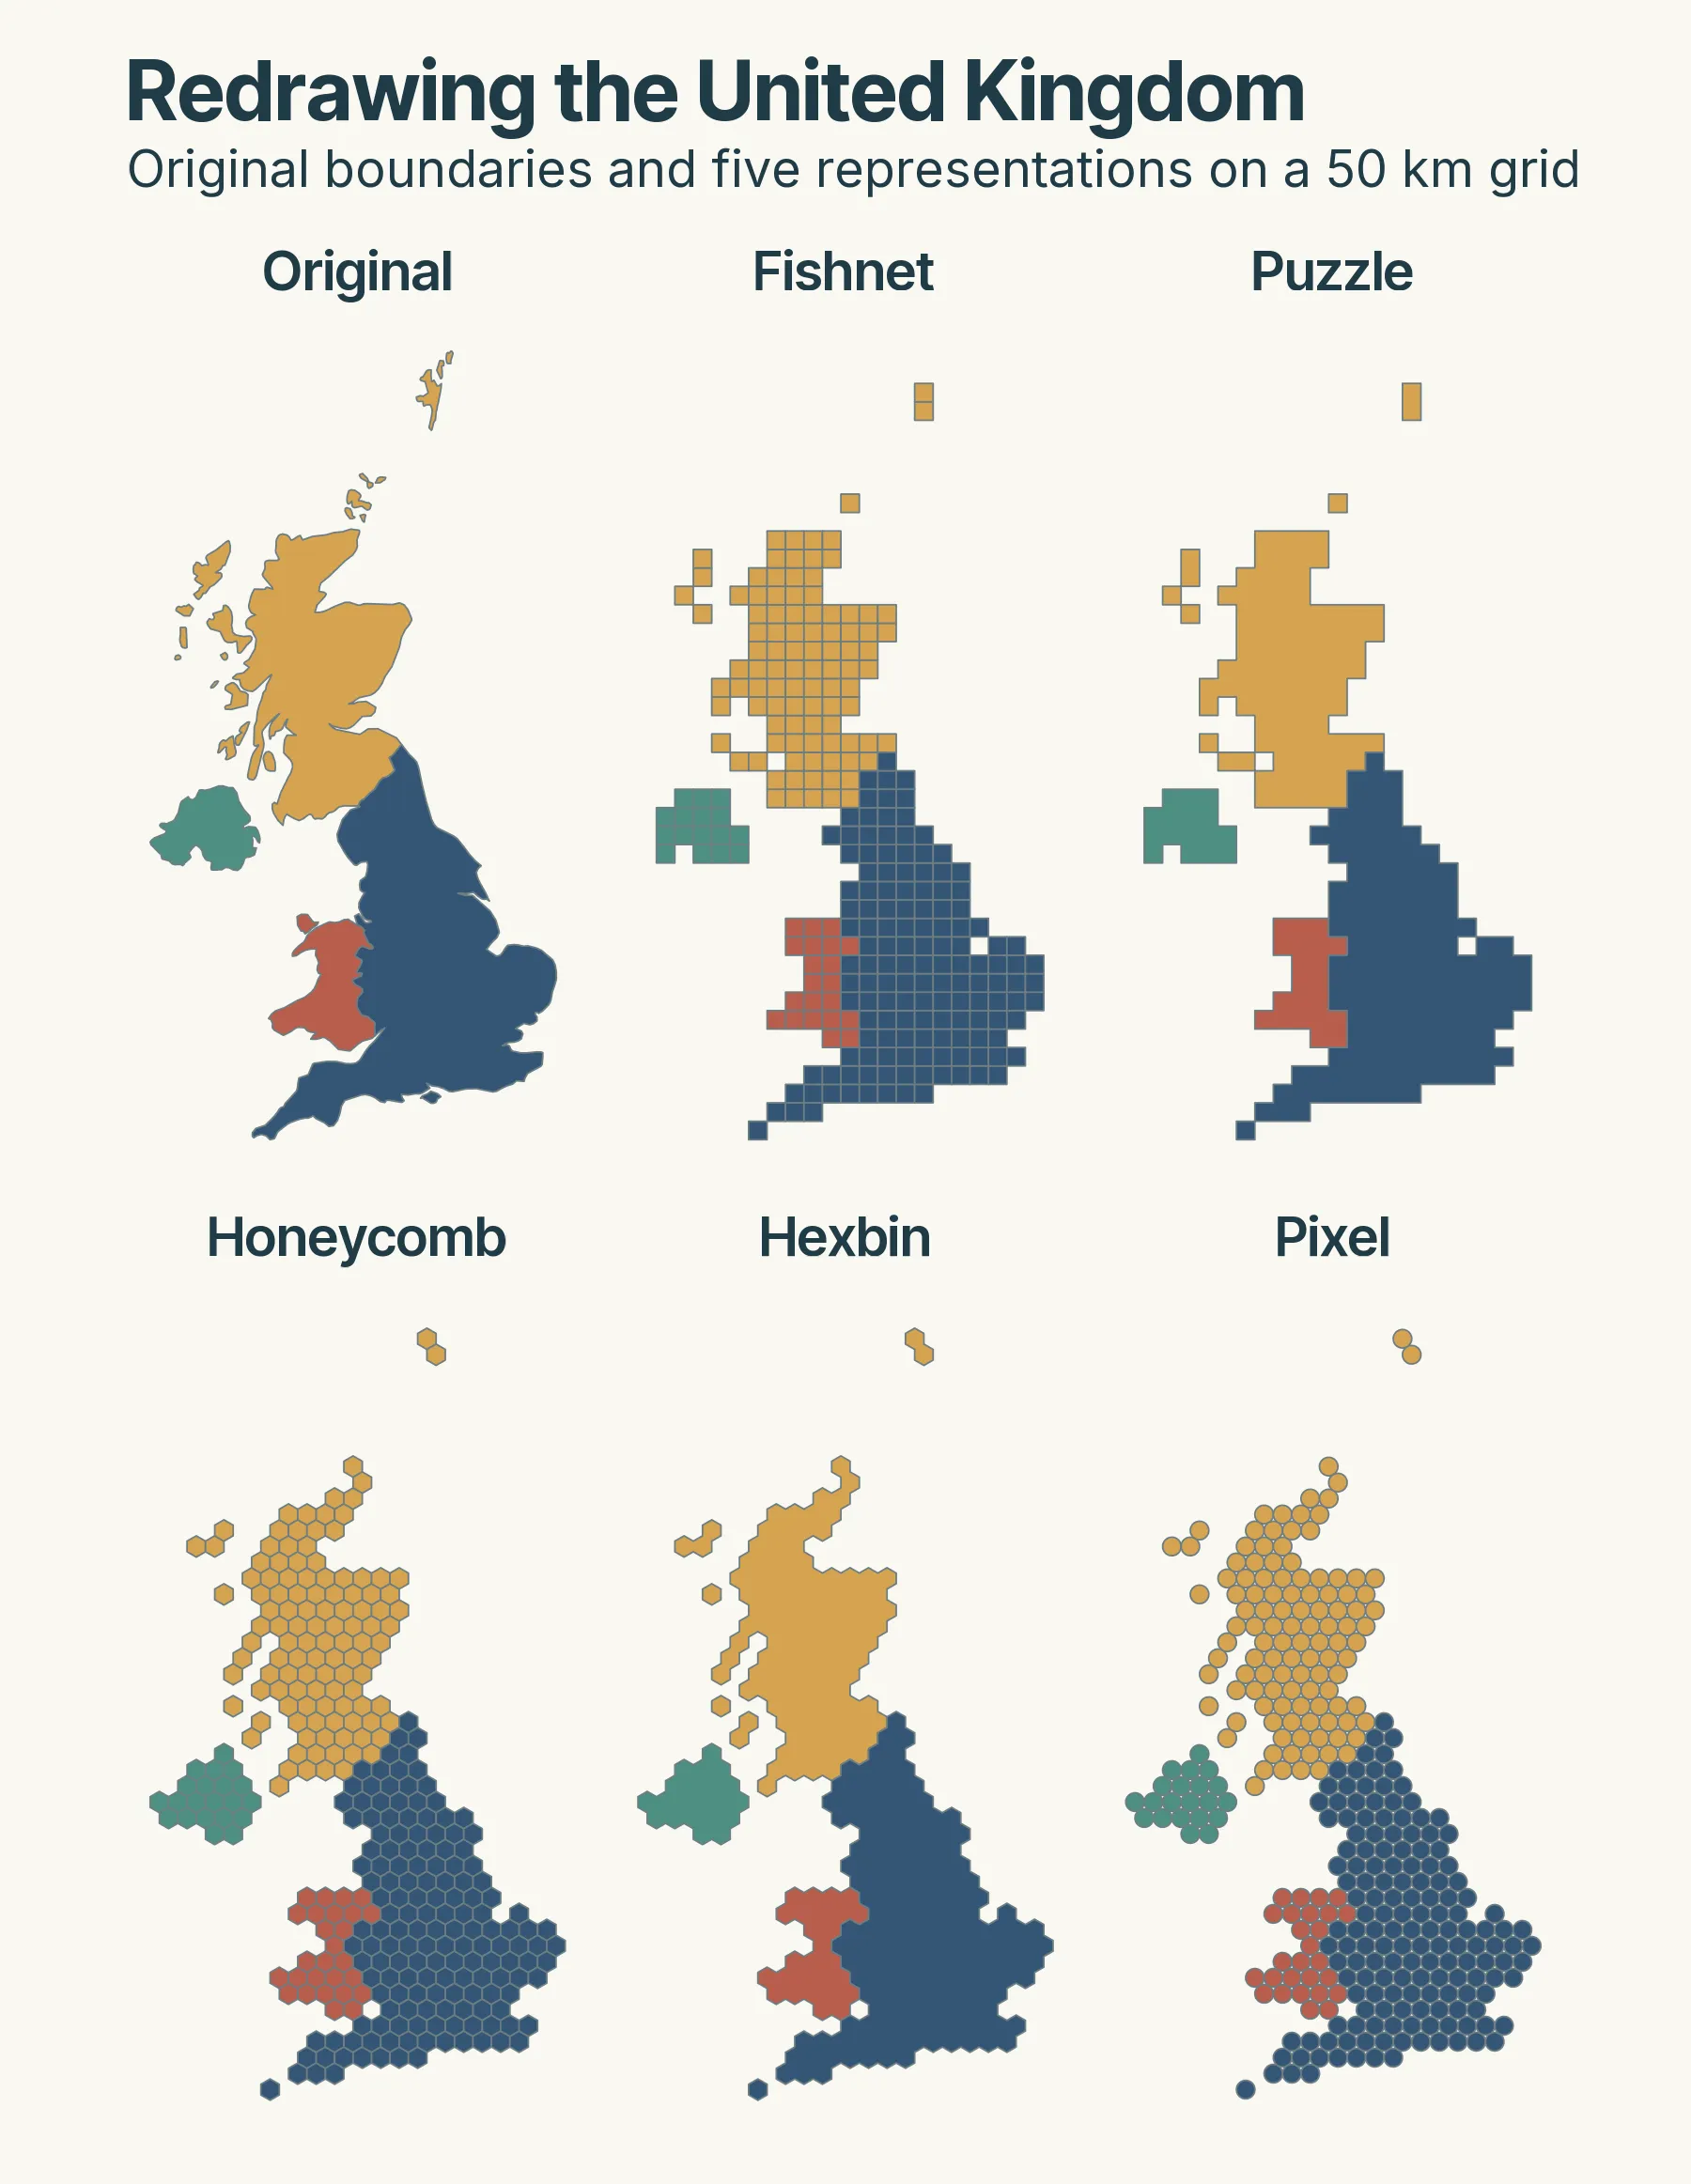 Redrawing the United Kingdom
Original boundaries and five representations on a 50 km grid
Original
Fishnet
Puzzle
Honeycomb
Hexbin
Pixel